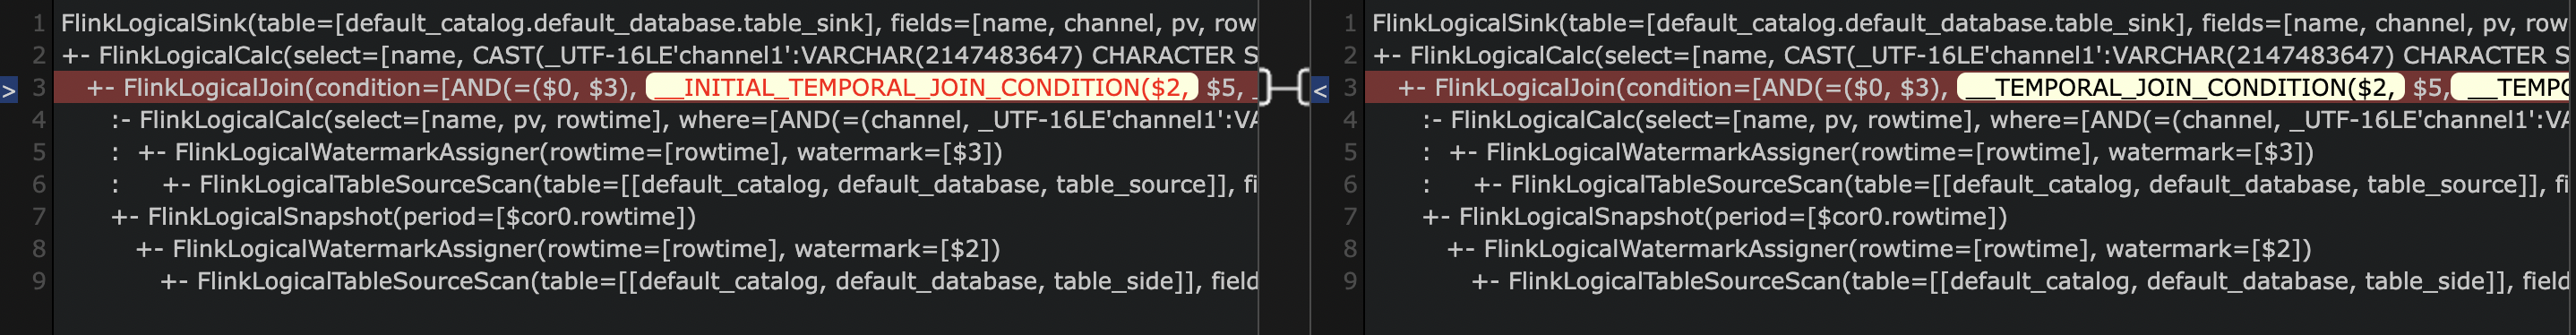 1 FlinkLogicalSink(table=[default_catalog.default_database.table_sink], fields=[name, channel, pv, row
2 +- FlinkLogicalCalc(select=[name, CAST(_UTF-16LE'channel1':VARCHAR(2147483647) CHARACTER S
> 3 +- FlinkLogicalJoin(condition=[AND(=($0, $3), __INITIAL_TEMPORAL_JOIN_CONDITION($2, $5, _
4 :- FlinkLogicalCalc(select=[name, pv, rowtime], where=[AND(=(channel, _UTF-16LE'channel1':VA
5 : +- FlinkLogicalWatermarkAssigner(rowtime=[rowtime], watermark=[$3])
6 : +- FlinkLogicalTableSourceScan(table=[[default_catalog, default_database, table_source]], fi
7 +- FlinkLogicalSnapshot(period=[$cor0.rowtime])
8 +- FlinkLogicalWatermarkAssigner(rowtime=[rowtime], watermark=[$2])
9 +- FlinkLogicalTableSourceScan(table=[[default_catalog, default_database, table_side]], field
1 FlinkLogicalSink(table=[default_catalog.default_database.table_sink], fields=[name, channel, pv, row
2 +- FlinkLogicalCalc(select=[name, CAST(_UTF-16LE'channel1':VARCHAR(2147483647) CHARACTER S
< 3 +- FlinkLogicalJoin(condition=[AND(=($0, $3), __TEMPORAL_JOIN_CONDITION($2, $5, __TEMPO
4 :- FlinkLogicalCalc(select=[name, pv, rowtime], where=[AND(=(channel, _UTF-16LE'channel1':VA
5 : +- FlinkLogicalWatermarkAssigner(rowtime=[rowtime], watermark=[$3])
6 : +- FlinkLogicalTableSourceScan(table=[[default_catalog, default_database, table_source]], fi
7 +- FlinkLogicalSnapshot(period=[$cor0.rowtime])
8 +- FlinkLogicalWatermarkAssigner(rowtime=[rowtime], watermark=[$2])
9 +- FlinkLogicalTableSourceScan(table=[[default_catalog, default_database, table_side]], field